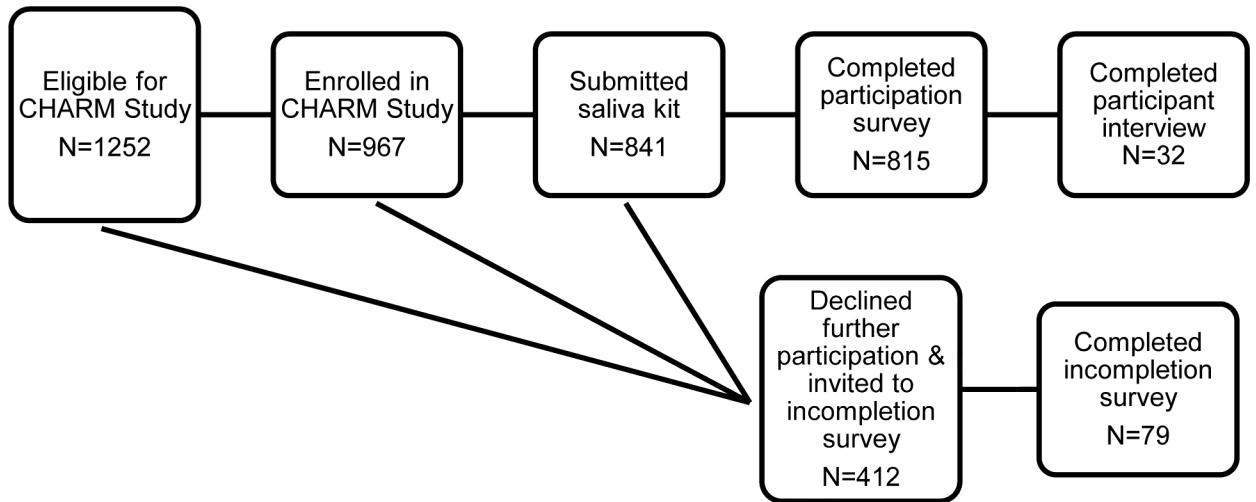 Eligible for
CHARM Study
N=1252
Enrolled in
CHARM Study
N=967
Submitted
saliva kit
N=841
Completed
participation
survey
N=815
Completed
participant
interview
N=32
Declined
further
participation &
invited to
incompletion
survey
N=412
Completed
incompletion
survey
N=79